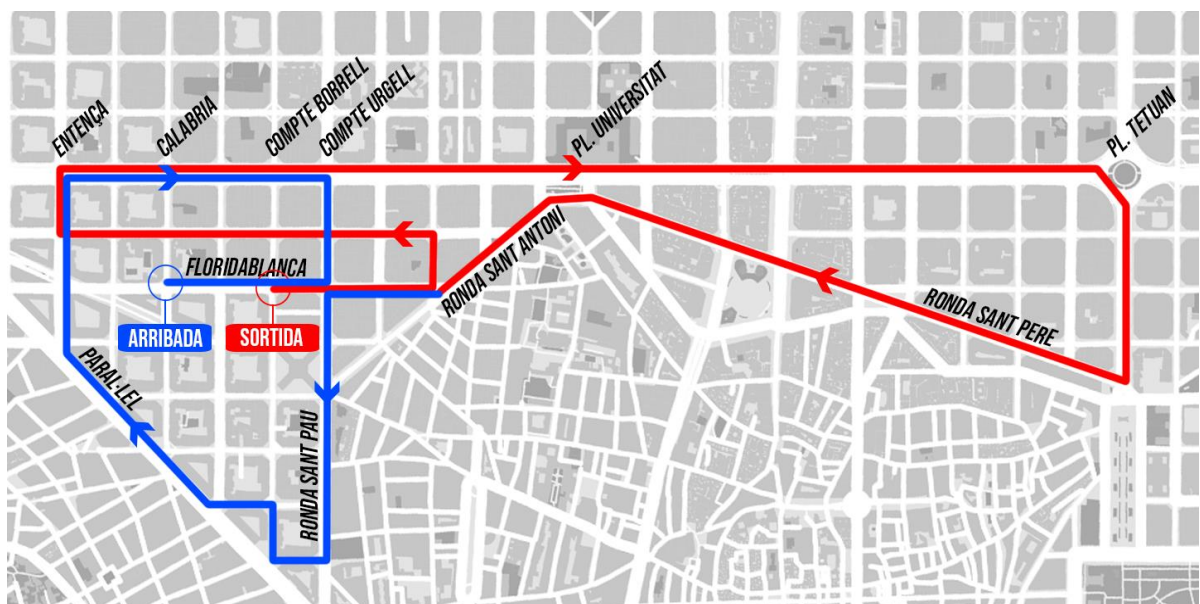 ENTENÇA
CALABRIA
COMPTE BORRELL
COMPTE URGELL
PL. UNIVERSITAT
PL. TETUAN
FLORIDABLANCA
RONDA SANT ANTONI
RONDA SANT PERE
ARRIBADA
SORTIDA
PARAL·LEL
RONDA SANT PAU